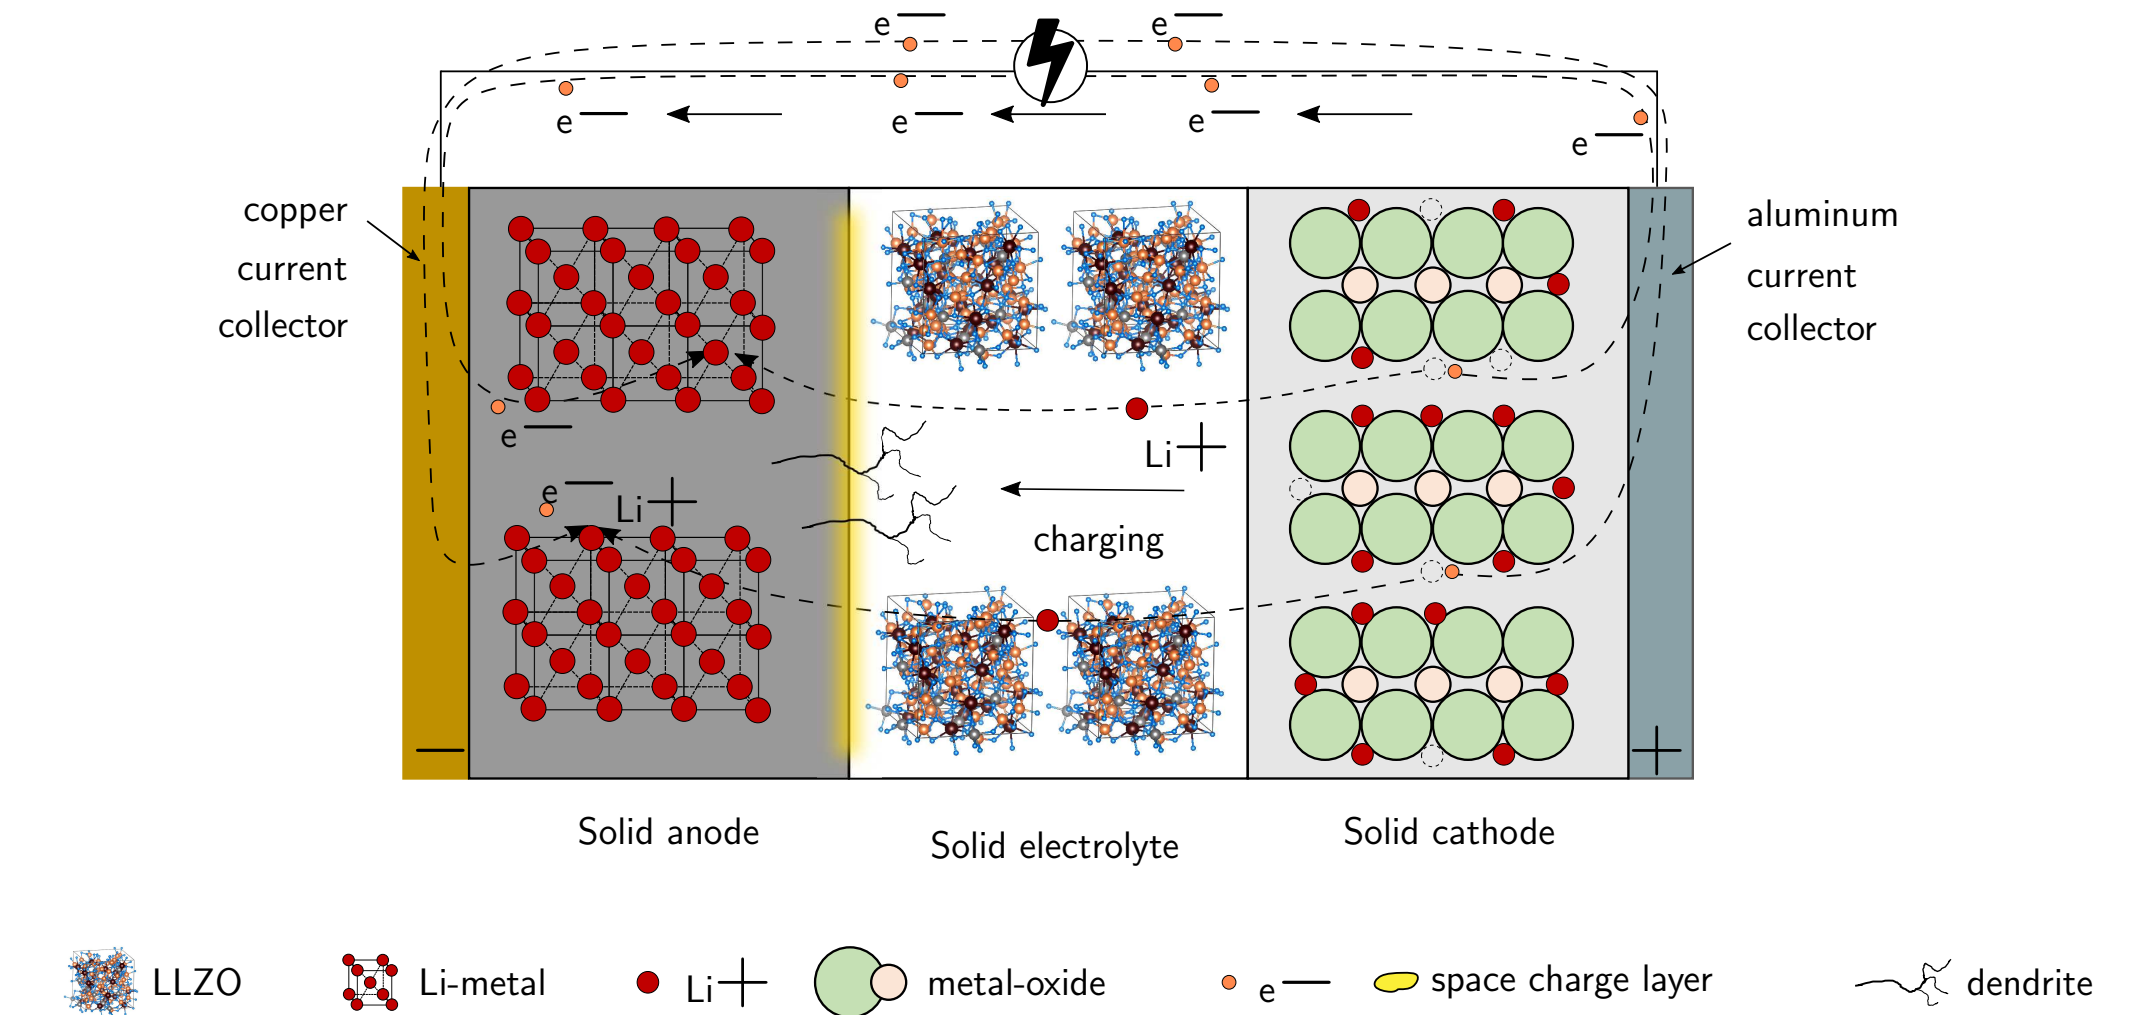 e−
e−
e−
e−
e−
e−
copper
current
collector
aluminum
current
collector
e−
Li+
e−
Li+
charging
−
+
Solid anode
Solid electrolyte
Solid cathode
LLZO
Li-metal
Li+
metal-oxide
e−
space charge layer
dendrite